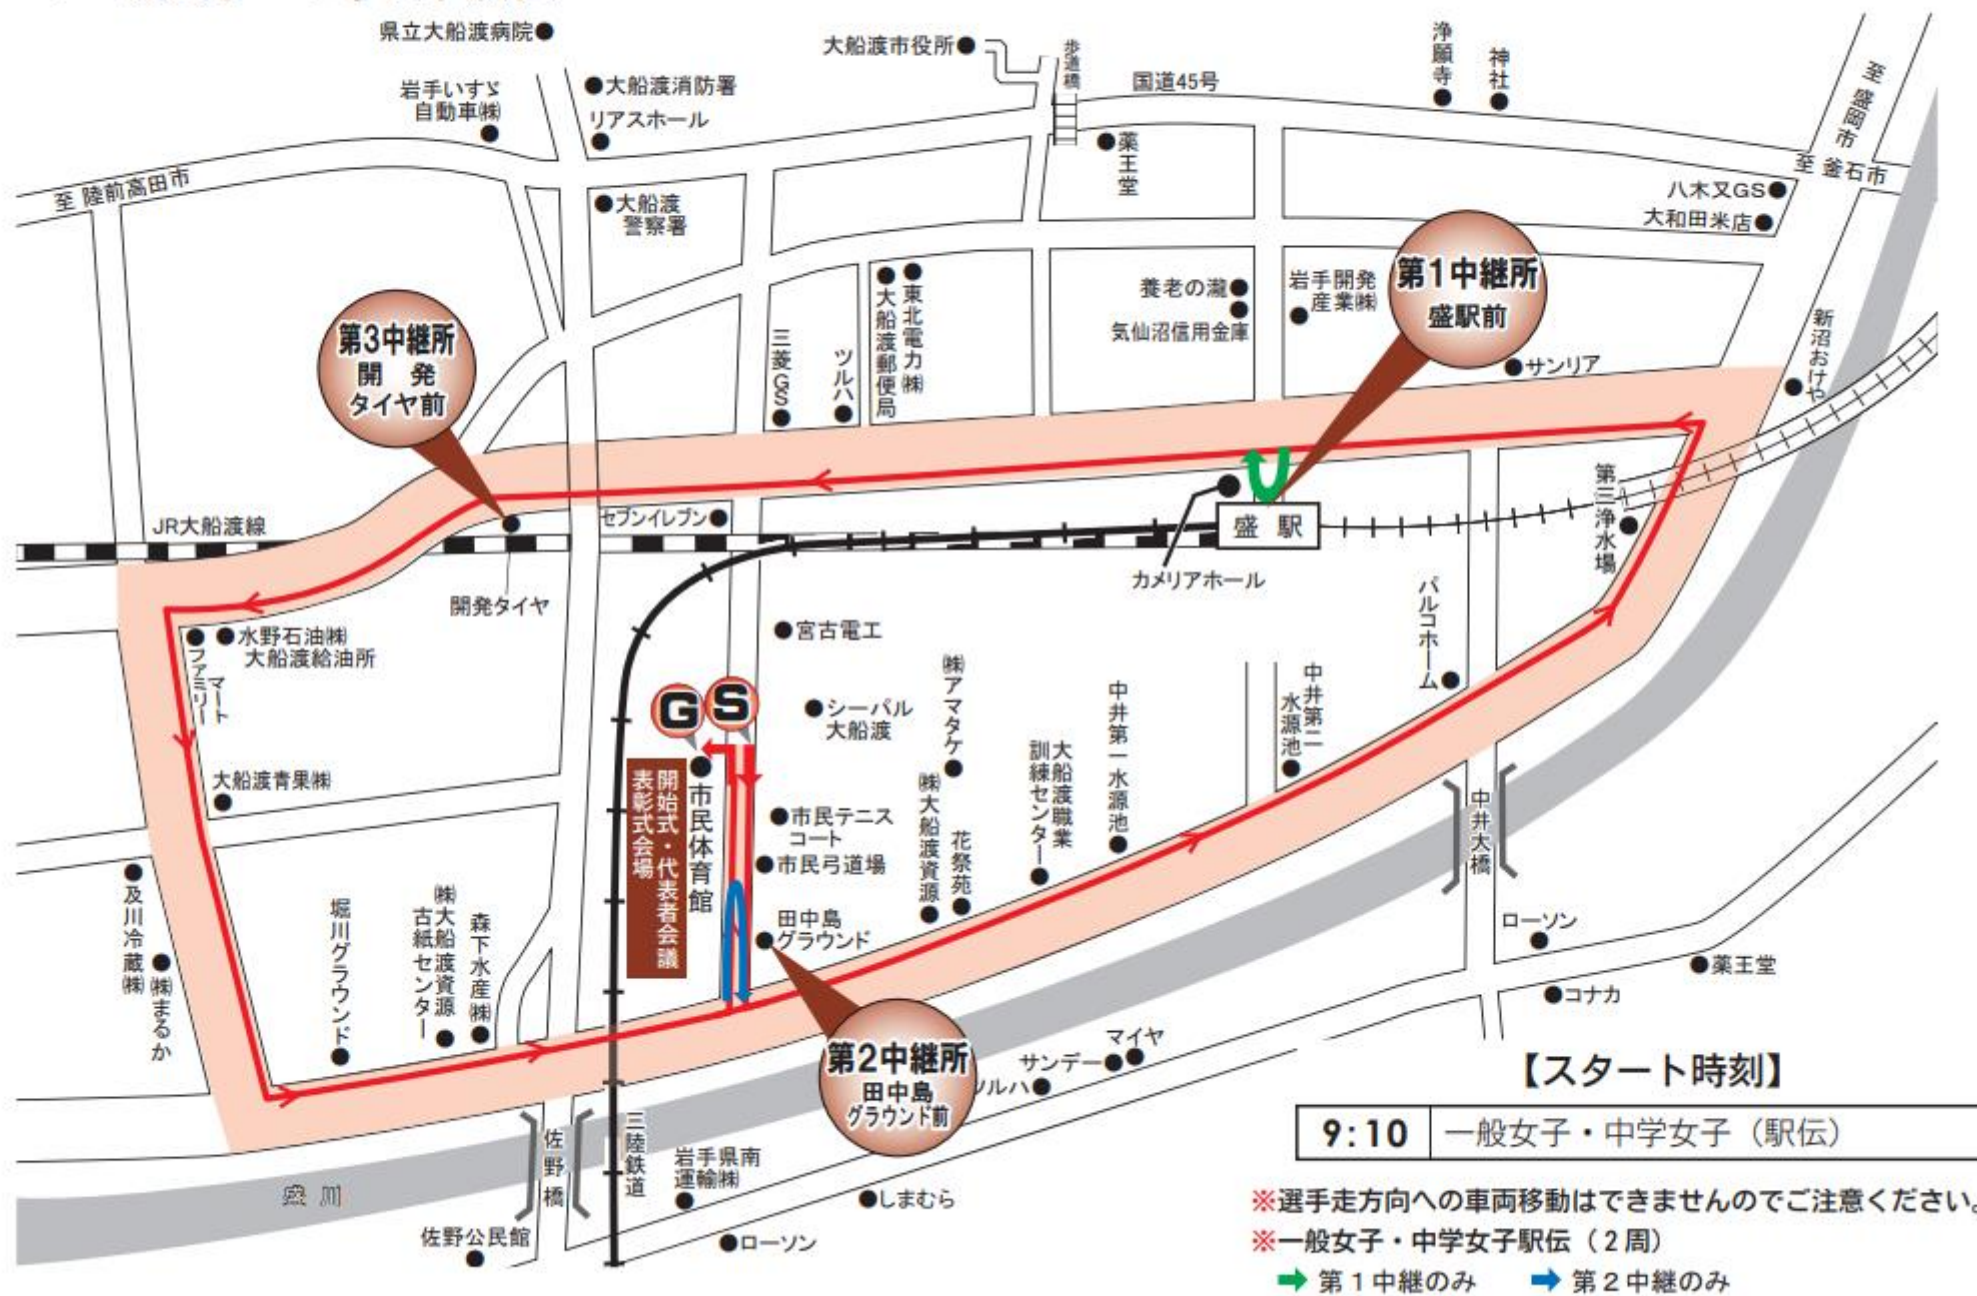 県立大船渡病院
大船渡市役所
歩道橋
国道45号
浄願寺
神社
至 盛岡市
至 釜石市
岩手いすゞ
自動車㈱
大船渡消防署
リアスホール
薬王堂
八木又GS
大和田米店
至 陸前高田市
大船渡
警察署
第1中継所
盛駅前
養老の瀧
気仙沼信用金庫
岩手開発
産業㈱
東北電力㈱
大船渡郵便局
ツルハ
三菱GS
第3中継所
開 発
タイヤ前
サンリア
新沼おけや
JR大船渡線
セブンイレブン
盛 駅
カメリアホール
第三浄水場
開発タイヤ
水野石油㈱
大船渡給油所
ファミリー
マート
宮古電工
G
S
シーパル
大船渡
㈱アマタケ
中井第一水源池
中井第二
水源池
パルコホーム
大船渡青果㈱
開始式・代表者会議
表彰式会場
市民体育館
市民テニス
コート
市民弓道場
田中島
グラウンド
㈱大船渡資源
花祭苑
大船渡職業
訓練センター
中井大橋
及川冷蔵㈱
㈱まるか
堀川グラウンド
㈱大船渡資源
古紙センター
森下水産㈱
ローソン
薬王堂
コナカ
第2中継所
田中島
グラウンド前
マイヤ
サンデー
ツルハ
盛川
佐野橋
三陸鉄道
岩手県南
運輸㈱
しまむら
佐野公民館
ローソン
【スタート時刻】
9:10 一般女子・中学女子（駅伝）
※選手走方向への車両移動はできませんのでご注意ください。
※一般女子・中学女子駅伝（2周）
第1中継のみ 第2中継のみ